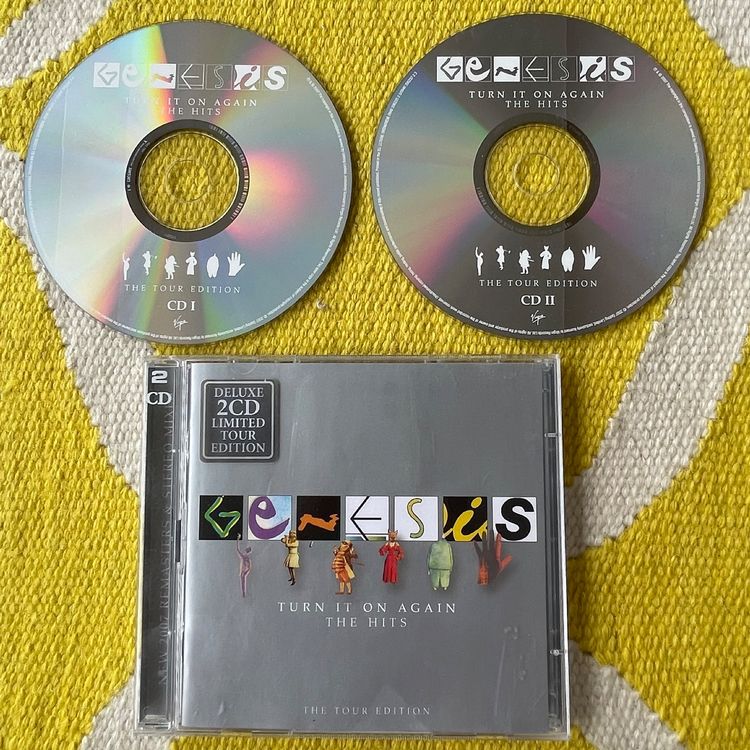 GENESIS
TURN IT ON AGAIN
THE HITS
THE TOUR EDITION
CD I
Virgin
GENESIS
TURN IT ON AGAIN
THE HITS
THE TOUR EDITION
CD II
Virgin
2
CD
NEW 2007 REMASTERS & STEREO MIXES
DELUXE
2CD
LIMITED
TOUR
EDITION
GENESIS
TURN IT ON AGAIN
THE HITS
THE TOUR EDITION